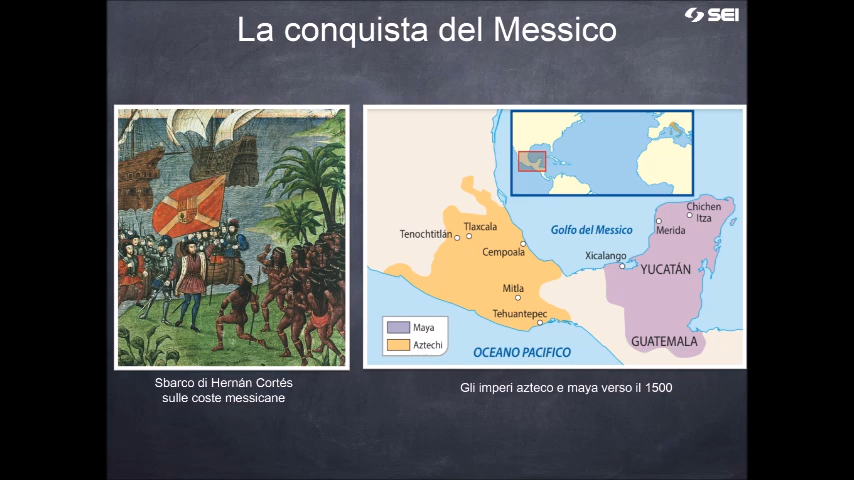 La conquista del Messico
SEI
Golfo del Messico
Chichen
Itza
Merida
Tlaxcala
Tenochtitlán
Cempoala
Xicalango
YUCATÁN
Mitla
Tehuantepec
Maya
Aztechi
GUATEMALA
OCEANO PACIFICO
Sbarco di Hernán Cortés
sulle coste messicane
Gli imperi azteco e maya verso il 1500